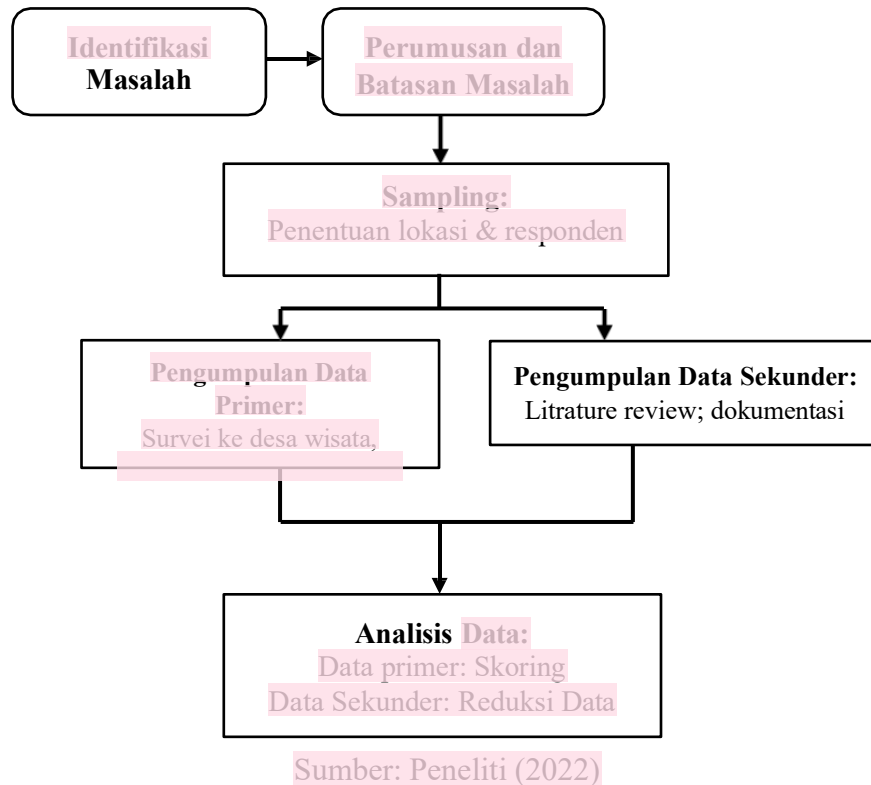 Identifikasi
Masalah
Perumusan dan
Batasan Masalah
Sampling:
Penentuan lokasi & responden
Pengumpulan Data
Primer:
Survei ke desa wisata,
Pengumpulan Data Sekunder:
Litrature review; dokumentasi
Analisis Data:
Data primer: Skoring
Data Sekunder: Reduksi Data
Sumber: Peneliti (2022)